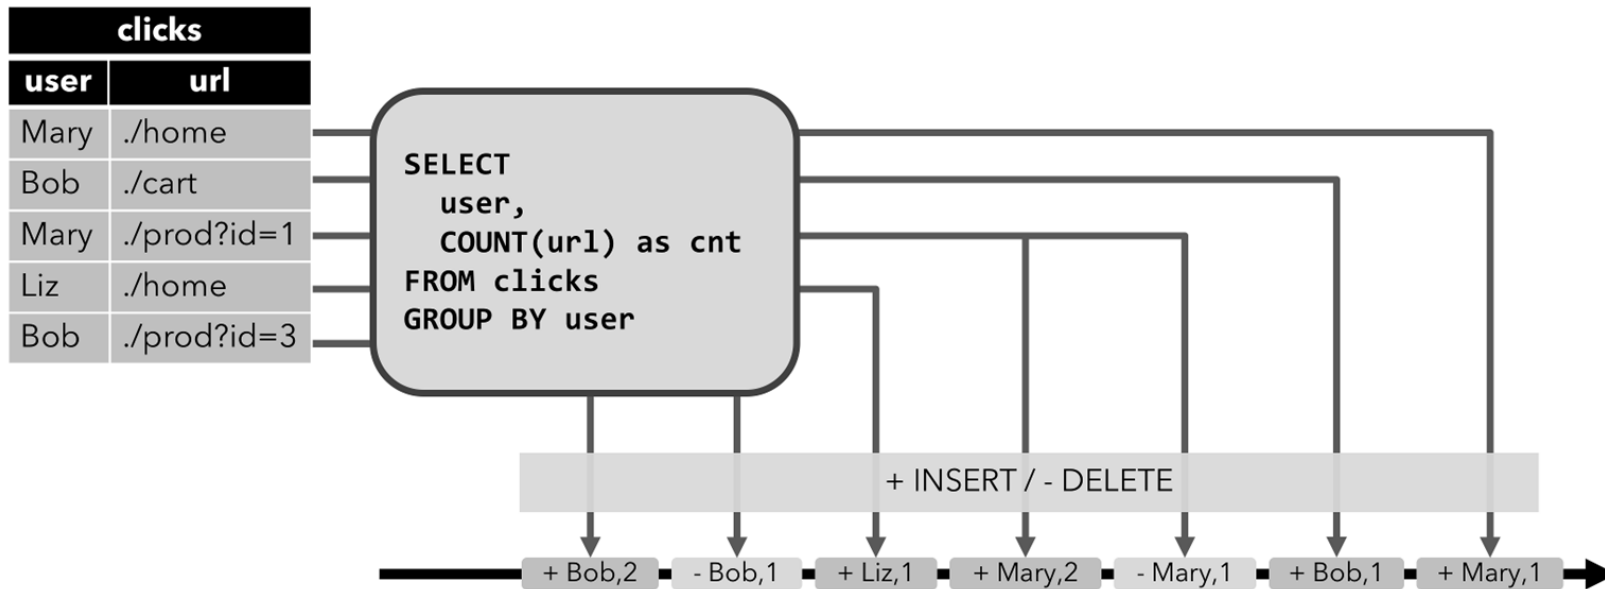 clicks
user url
Mary ./home
Bob ./cart
Mary ./prod?id=1
Liz ./home
Bob ./prod?id=3
SELECT
user,
COUNT(url) as cnt
FROM clicks
GROUP BY user
+ INSERT / - DELETE
+ Bob,2 - Bob,1 + Liz,1 + Mary,2 - Mary,1 + Bob,1 + Mary,1